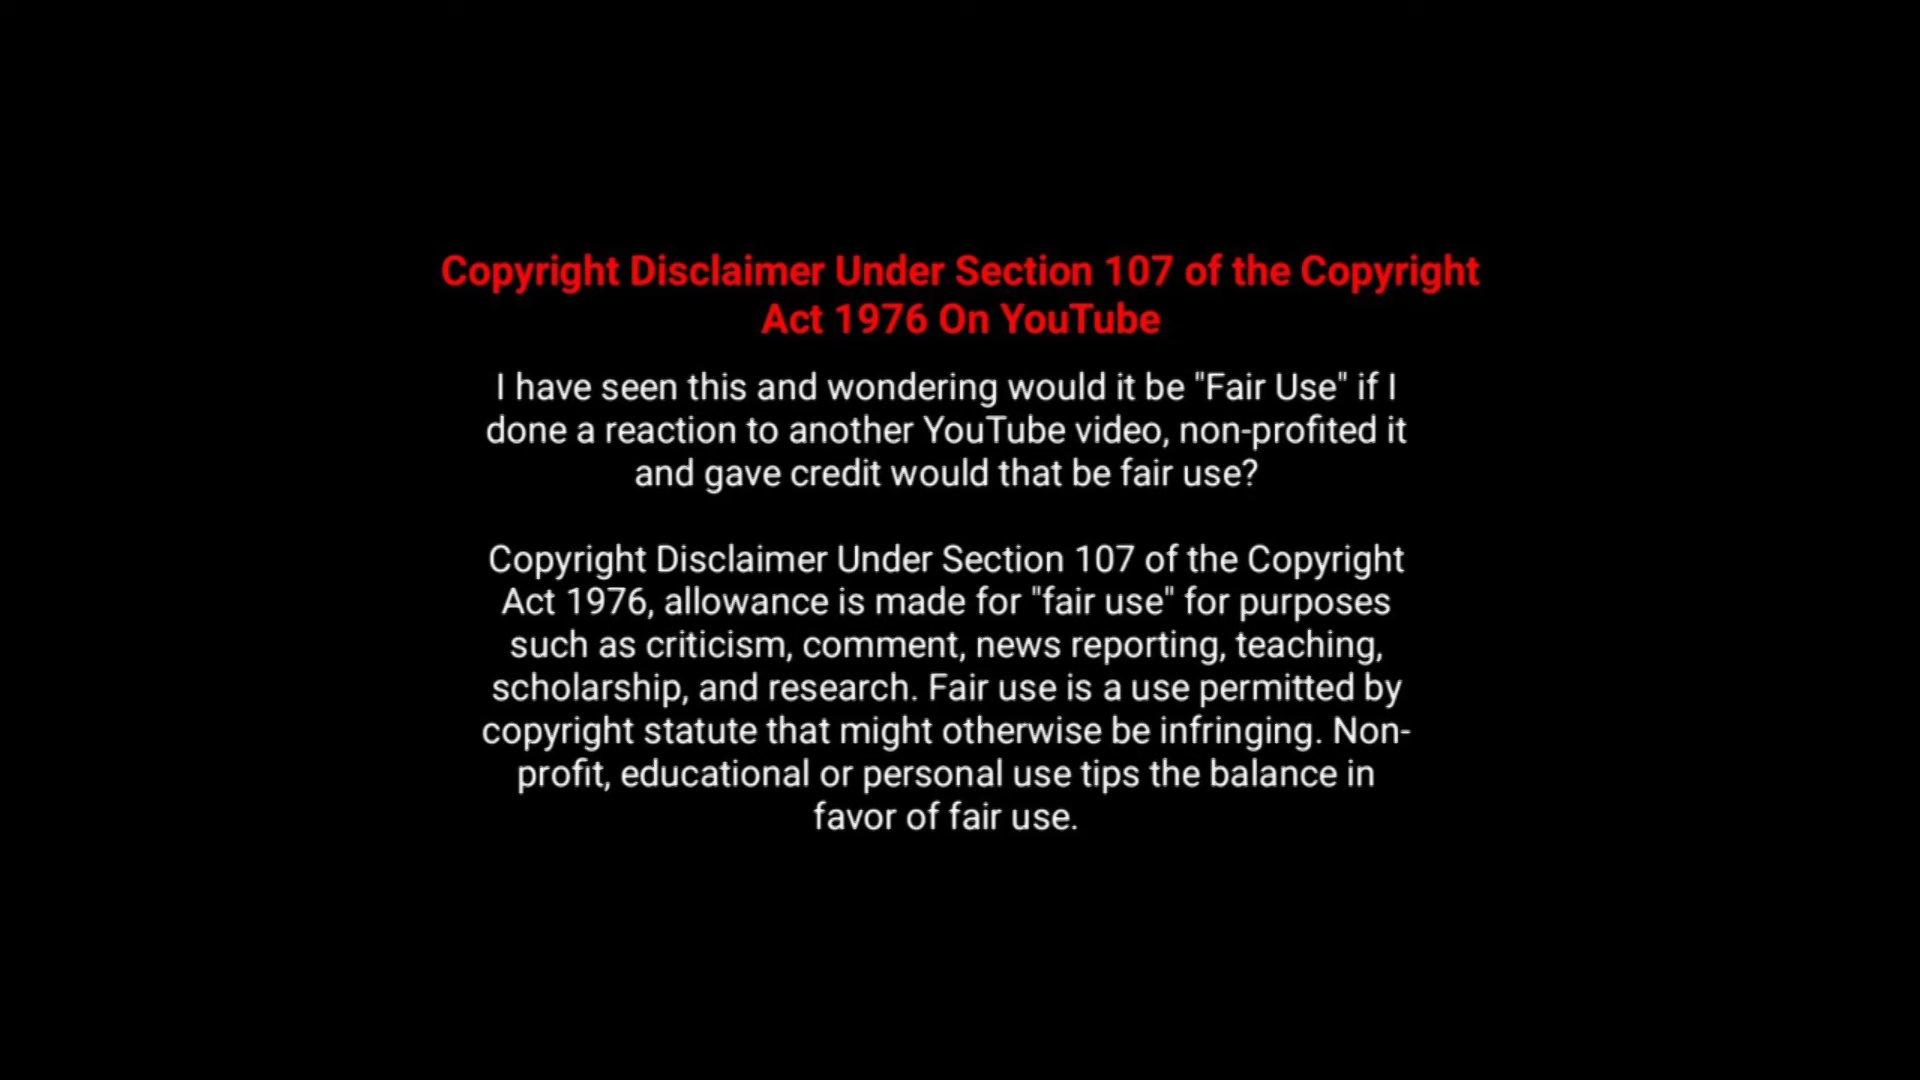 Copyright Disclaimer Under Section 107 of the Copyright
Act 1976 On YouTube
I have seen this and wondering would it be "Fair Use" if I
done a reaction to another YouTube video, non-profited it
and gave credit would that be fair use?
Copyright Disclaimer Under Section 107 of the Copyright
Act 1976, allowance is made for "fair use" for purposes
such as criticism, comment, news reporting, teaching,
scholarship, and research. Fair use is a use permitted by
copyright statute that might otherwise be infringing. Non-
profit, educational or personal use tips the balance in
favor of fair use.